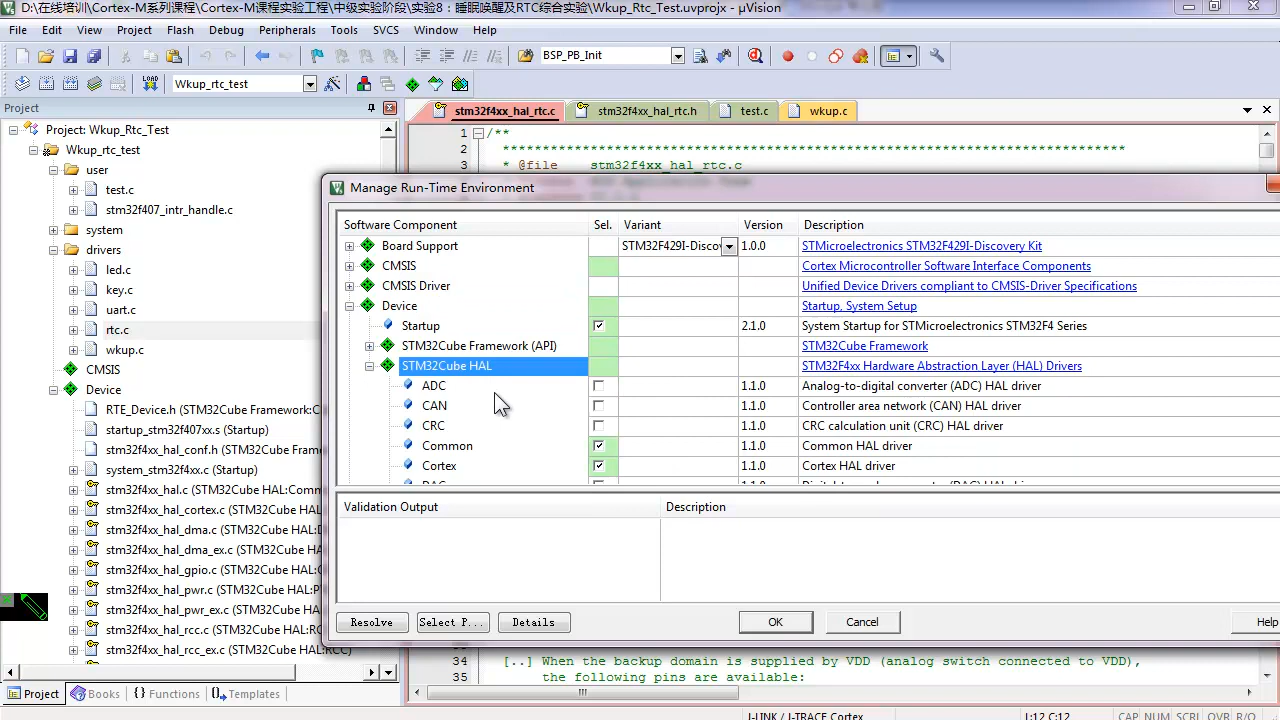 D:\在线培训\Cortex-M系列课程\Cortex-M课程实验工程\中级实验阶段\实验8：睡眠唤醒及RTC综合实验\Wkup_Rtc_Test.uvprojx - µVision
File Edit View Project Flash Debug Peripherals Tools SVCS Window Help
BSP_PB_Init
LOAD Wkup_rtc_test
Project
stm32f4xx_hal_rtc.c stm32f4xx_hal_rtc.h test.c wkup.c
Project: Wkup_Rtc_Test
Wkup_rtc_test
user
test.c
stm32f407_intr_handle.c
system
drivers
led.c
key.c
uart.c
rtc.c
wkup.c
CMSIS
Device
RTE_Device.h (STM32Cube Framework:C
startup_stm32f407xx.s (Startup)
stm32f4xx_hal_conf.h (STM32Cube Fram
system_stm32f4xx.c (Startup)
stm32f4xx_hal.c (STM32Cube HAL:Comm
stm32f4xx_hal_cortex.c (STM32Cube HA
stm32f4xx_hal_dma.c (STM32Cube HAL:D
stm32f4xx_hal_dma_ex.c (STM32Cube HA
stm32f4xx_hal_gpio.c (STM32Cube HAL:
stm32f4xx_hal_pwr.c (STM32Cube HAL:P
stm32f4xx_hal_pwr_ex.c (STM32Cube HA
stm32f4xx_hal_rcc.c (STM32Cube HAL:RC
stm32f4xx_hal_rcc_ex.c (STM32Cube HAL:RCC)
Project Books {} Functions Templates
1 /**
2 ******************************************************************************
3 * @file stm32f4xx_hal_rtc.c
Manage Run-Time Environment
Software Component Sel. Variant Version Description
Board Support STM32F429I-Discov 1.0.0 STMicroelectronics STM32F429I-Discovery Kit
CMSIS Cortex Microcontroller Software Interface Components
CMSIS Driver Unified Device Drivers compliant to CMSIS-Driver Specifications
Device Startup, System Setup
Startup 2.1.0 System Startup for STMicroelectronics STM32F4 Series
STM32Cube Framework (API) STM32Cube Framework
STM32Cube HAL STM32F4xx Hardware Abstraction Layer (HAL) Drivers
ADC 1.1.0 Analog-to-digital converter (ADC) HAL driver
CAN 1.1.0 Controller area network (CAN) HAL driver
CRC 1.1.0 CRC calculation unit (CRC) HAL driver
Common 1.1.0 Common HAL driver
Cortex 1.1.0 Cortex HAL driver
Validation Output Description
Resolve Select P... Details OK Cancel Help
34 [..] When the backup domain is supplied by VDD (analog switch connected to VDD),
35 the following pins are available:
J-LINK / J-TRACE Cortex L:12 C:12 CAP NUM SCRL OVR R/O